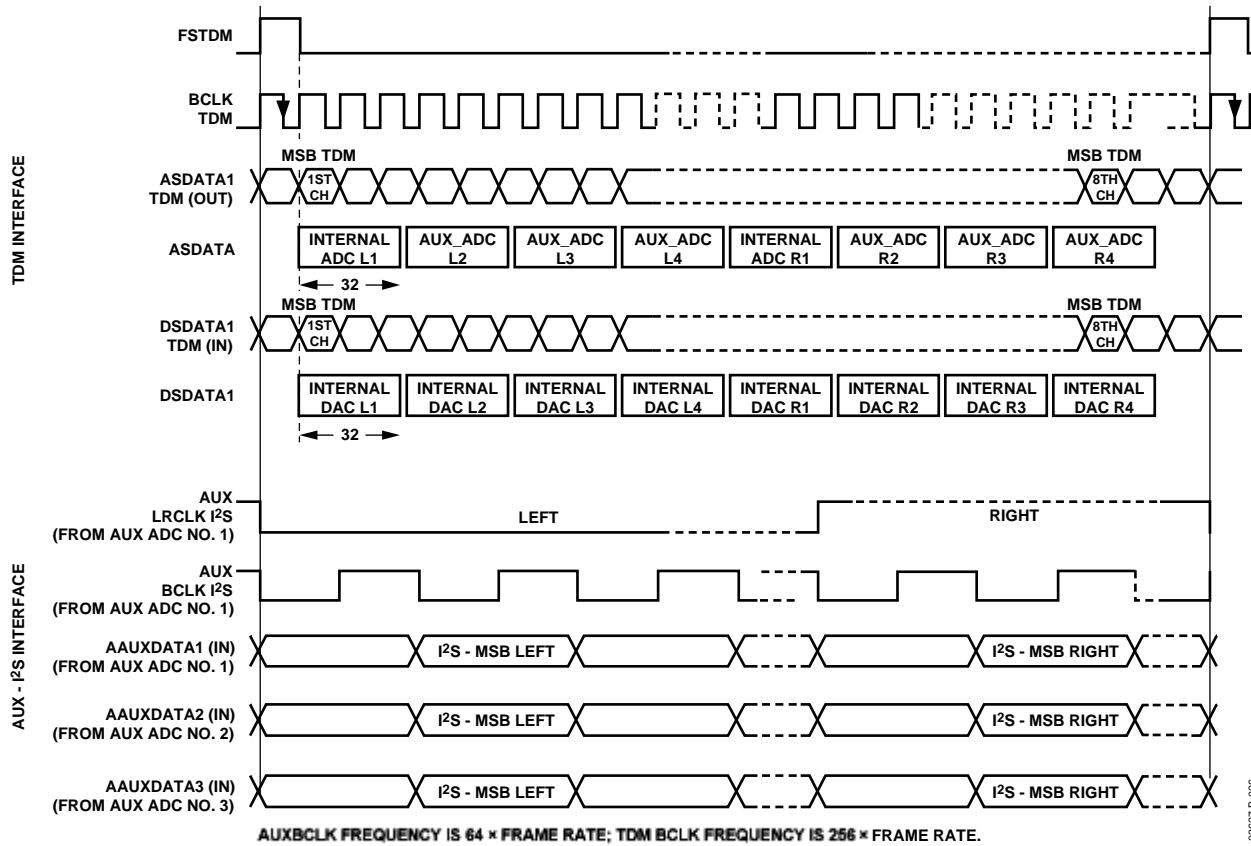 TDM INTERFACE
FSTDM
BCLK
TDM
MSB TDM
MSB TDM
ASDATA1
TDM (OUT)
1ST
CH
8TH
CH
ASDATA
INTERNAL
ADC L1
AUX_ADC
L2
AUX_ADC
L3
AUX_ADC
L4
INTERNAL
ADC R1
AUX_ADC
R2
AUX_ADC
R3
AUX_ADC
R4
32
MSB TDM
MSB TDM
DSDATA1
TDM (IN)
1ST
CH
8TH
CH
DSDATA1
INTERNAL
DAC L1
INTERNAL
DAC L2
INTERNAL
DAC L3
INTERNAL
DAC L4
INTERNAL
DAC R1
INTERNAL
DAC R2
INTERNAL
DAC R3
INTERNAL
DAC R4
32
AUX - I²S INTERFACE
AUX
LRCLK I²S
(FROM AUX ADC NO. 1)
LEFT
RIGHT
AUX
BCLK I²S
(FROM AUX ADC NO. 1)
AAUXDATA1 (IN)
(FROM AUX ADC NO. 1)
I²S - MSB LEFT
I²S - MSB RIGHT
AAUXDATA2 (IN)
(FROM AUX ADC NO. 2)
I²S - MSB LEFT
I²S - MSB RIGHT
AAUXDATA3 (IN)
(FROM AUX ADC NO. 3)
I²S - MSB LEFT
I²S - MSB RIGHT
AUXBCLK FREQUENCY IS 64 × FRAME RATE; TDM BCLK FREQUENCY IS 256 × FRAME RATE.